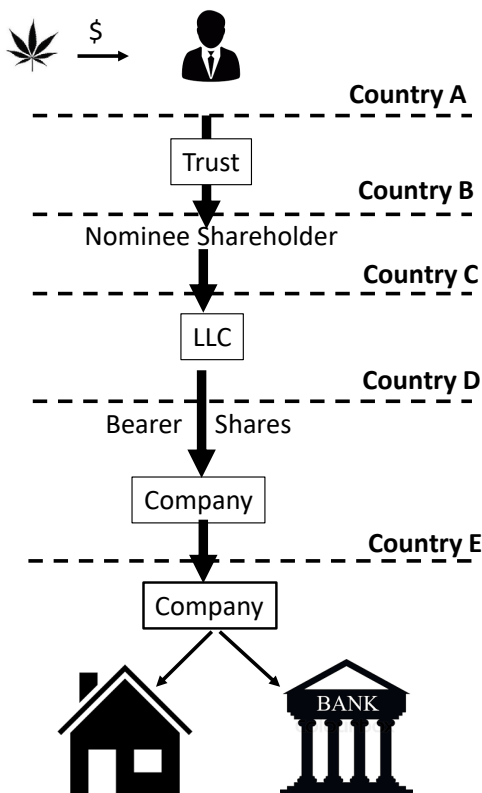 $
Country A
Trust
Country B
Nominee Shareholder
Country C
LLC
Country D
Bearer Shares
Company
Country E
Company
BANK